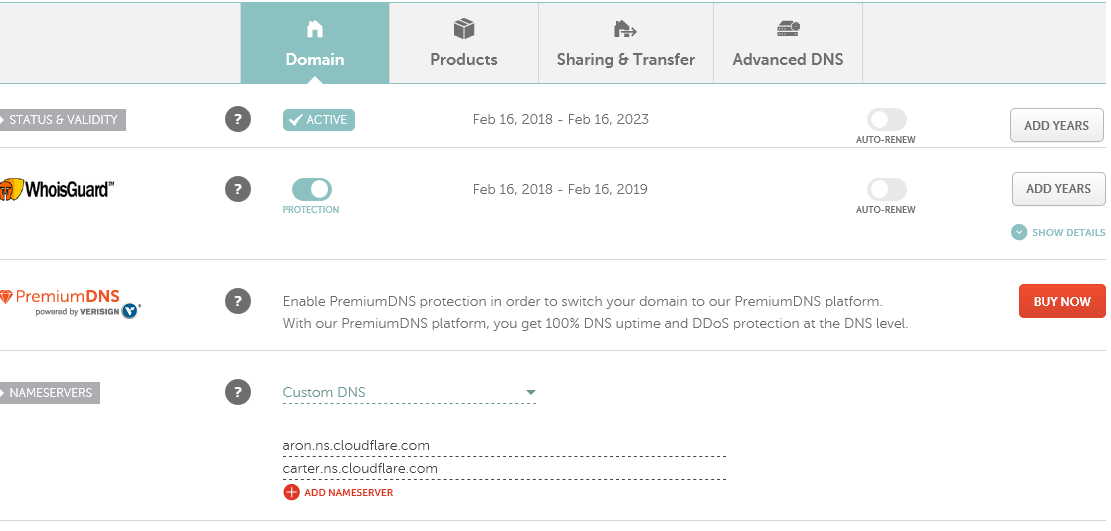 Domain
Products
Sharing & Transfer
Advanced DNS
STATUS & VALIDITY
?
ACTIVE
Feb 16, 2018 - Feb 16, 2023
AUTO-RENEW
ADD YEARS
WhoisGuard™
?
PROTECTION
Feb 16, 2018 - Feb 16, 2019
AUTO-RENEW
ADD YEARS
SHOW DETAILS
PremiumDNS
powered by VERISIGN
?
Enable PremiumDNS protection in order to switch your domain to our PremiumDNS platform.
With our PremiumDNS platform, you get 100% DNS uptime and DDoS protection at the DNS level.
BUY NOW
NAMESERVERS
?
Custom DNS
aron.ns.cloudflare.com
carter.ns.cloudflare.com
ADD NAMESERVER